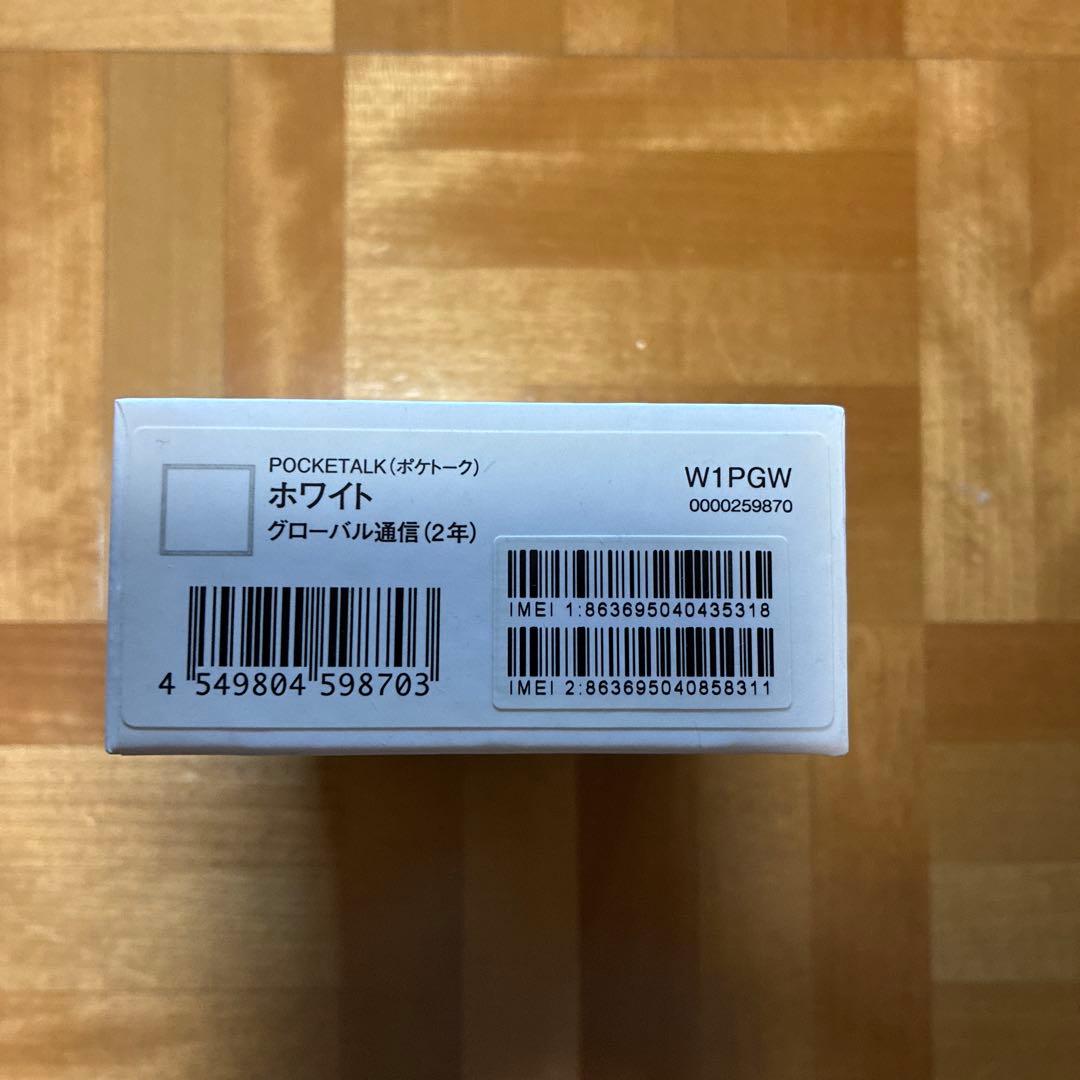 POCKETALK(ポケトーク)
ホワイト
グローバル通信(2年)
W1PGW
0000259870
4 549804 598703
IMEI 1:863695040435318
IMEI 2:863695040858311